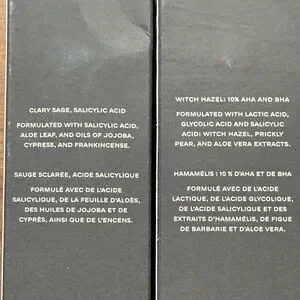 CLARY SAGE, SALICYLIC ACID
FORMULATED WITH SALICYLIC ACID,
ALOE LEAF, AND OILS OF JOJOBA,
CYPRESS, AND FRANKINCENSE.
SAUGE SCLARÉE, ACIDE SALICYLIQUE
FORMULÉ AVEC DE L'ACIDE
SALICYLIQUE, DE LA FEUILLE D'ALOÈS,
DES HUILES DE JOJOBA ET DE
CYPRÈS, AINSI QUE DE L'ENCENS.
WITCH HAZEL: 10% AHA AND BHA
FORMULATED WITH LACTIC ACID,
GLYCOLIC ACID AND SALICYLIC
ACID: WITCH HAZEL, PRICKLY
PEAR, AND ALOE VERA EXTRACTS.
HAMAMÉLIS : 10 % D'AHA ET DE BHA
FORMULÉ AVEC DE L'ACIDE
LACTIQUE, DE L'ACIDE GLYCOLIQUE,
DE L'ACIDE SALICYLIQUE ET DES
EXTRAITS D'HAMAMÉLIS, DE FIGUE
DE BARBARIE ET D'ALOE VERA.